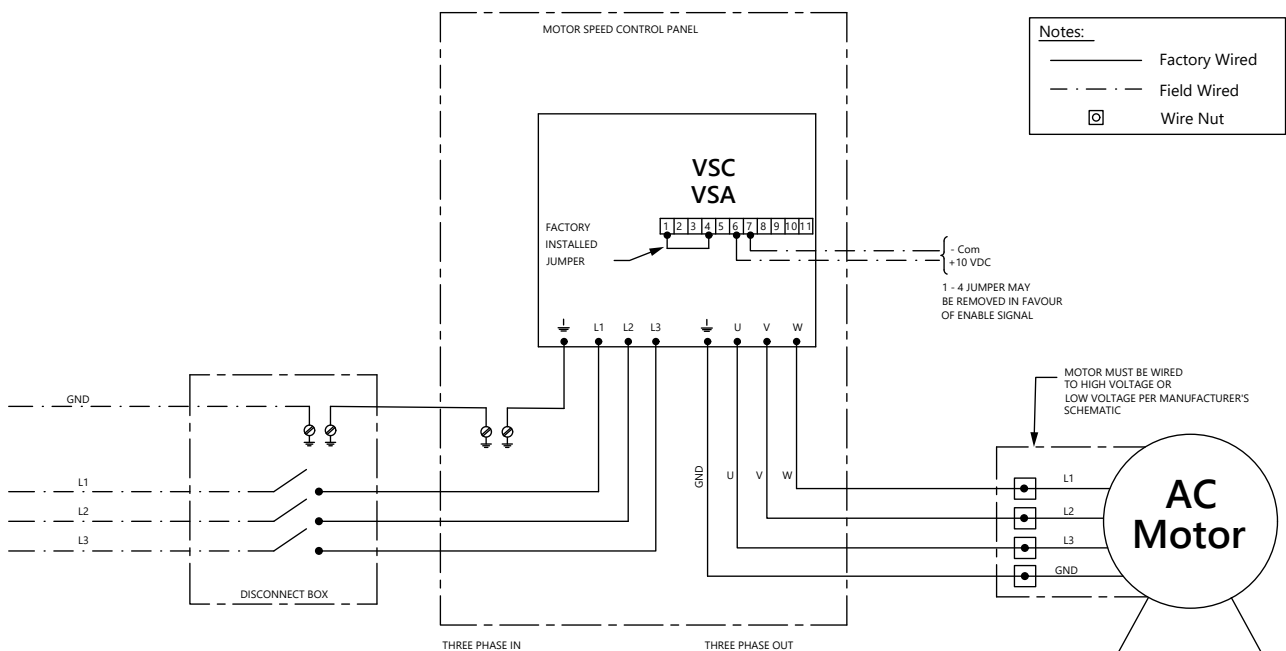 MOTOR SPEED CONTROL PANEL
Notes:
Factory Wired
Field Wired
Wire Nut
VSC
VSA
1 2 3 4 5 6 7 8 9 10 11
FACTORY
INSTALLED
JUMPER
- Com
+10 VDC
1 - 4 JUMPER MAY
BE REMOVED IN FAVOUR
OF ENABLE SIGNAL
L1 L2 L3 U V W
MOTOR MUST BE WIRED
TO HIGH VOLTAGE OR
LOW VOLTAGE PER MANUFACTURER'S
SCHEMATIC
GND
L1
L2
L3
DISCONNECT BOX
GND
U
V
W
L1
L2
L3
GND
AC
Motor
THREE PHASE IN
THREE PHASE OUT